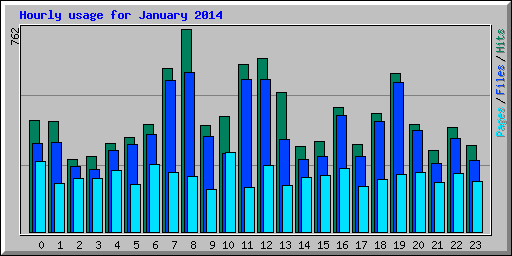 Hourly usage for January 2014
762
Pages/Files/Hits
0 1 2 3 4 5 6 7 8 9 10 11 12 13 14 15 16 17 18 19 20 21 22 23